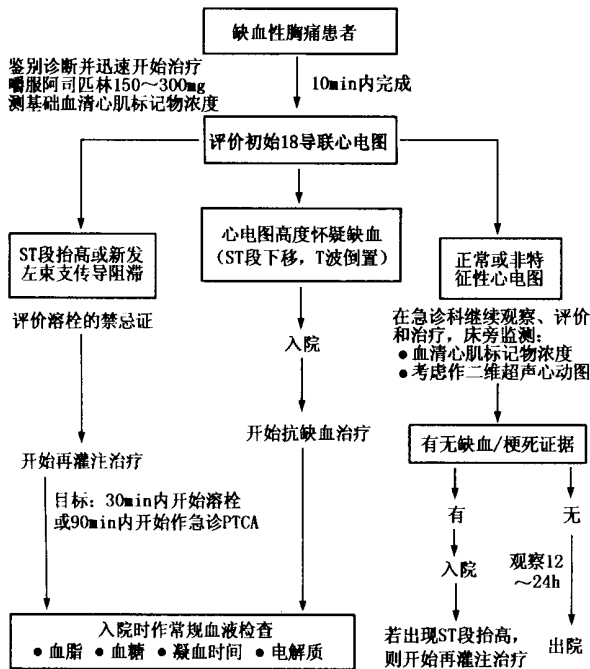 缺血性胸痛患者
鉴别诊断并迅速开始治疗
嚼服阿司匹林150～300mg
测基础血清心肌标记物浓度
10min内完成
评价初始18导联心电图
ST段抬高或新发
左束支传导阻滞
心电图高度怀疑缺血
(ST段下移，T波倒置)
正常或非特
征性心电图
评价溶栓的禁忌证
在急诊科继续观察、评价
和治疗，床旁监测：
●血清心肌标记物浓度
●考虑作二维超声心动图
入院
开始再灌注治疗
开始抗缺血治疗
有无缺血/梗死证据
目标：30min内开始溶栓
或90min内开始作急诊PTCA
有
无
入院
观察12
～24h
入院时作常规血液检查
●血脂 ●血糖 ●凝血时间 ●电解质
若出现ST段抬高，
则开始再灌注治疗
出院